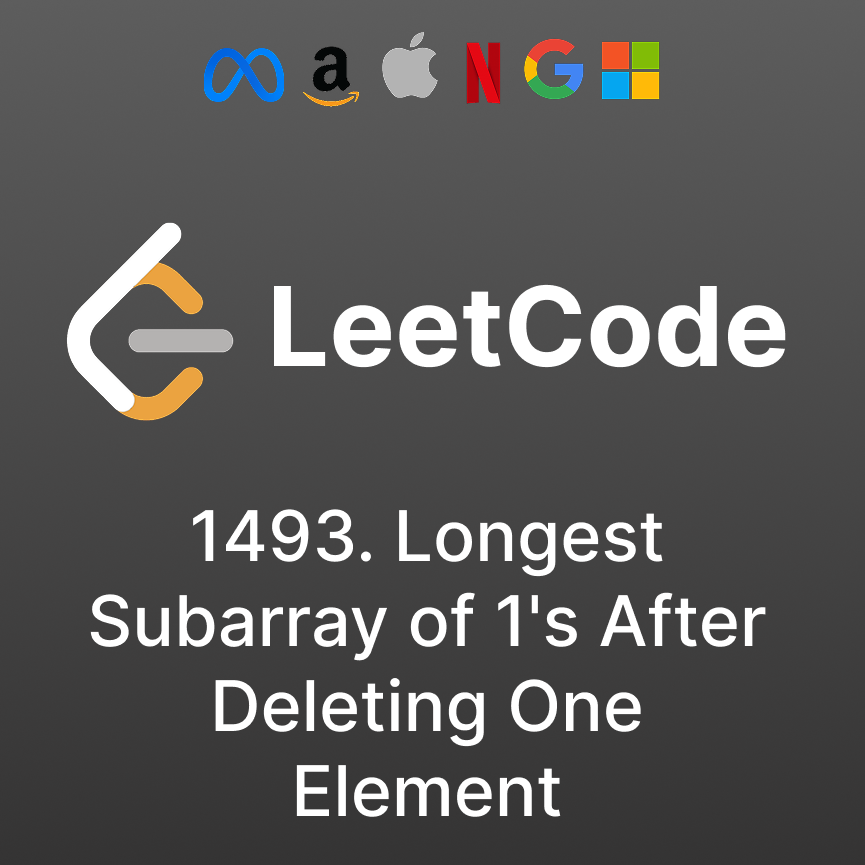 LeetCode
1493. Longest
Subarray of 1's After
Deleting One
Element